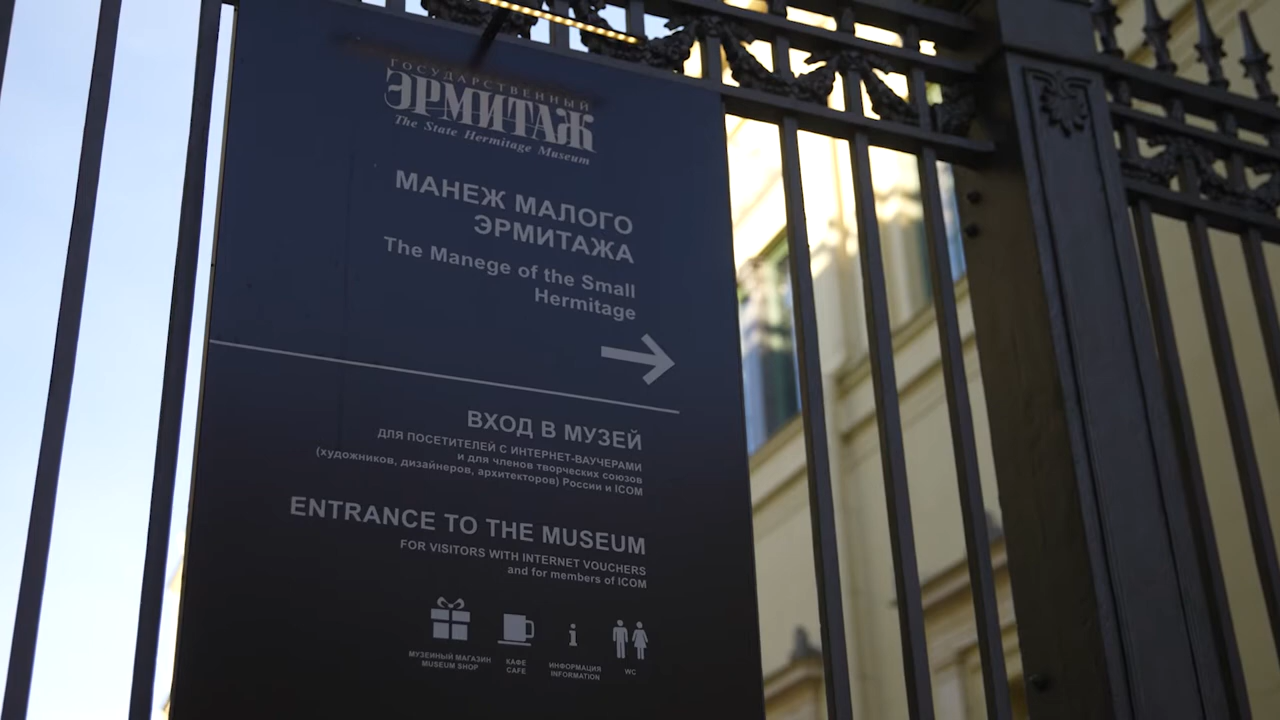 ГОСУДАРСТВЕННЫЙ
ЭРМИТАЖ
The State Hermitage Museum
МАНЕЖ МАЛОГО
ЭРМИТАЖА
The Manege of the Small
Hermitage
ВХОД В МУЗЕЙ
ДЛЯ ПОСЕТИТЕЛЕЙ С ИНТЕРНЕТ-ВАУЧЕРАМИ
и для членов творческих союзов
(художников, дизайнеров, архитекторов) России и ICOM
ENTRANCE TO THE MUSEUM
FOR VISITORS WITH INTERNET VOUCHERS
and for members of ICOM
МУЗЕЙНЫЙ МАГАЗИН
MUSEUM SHOP
КАФЕ
CAFE
ИНФОРМАЦИЯ
INFORMATION
WC